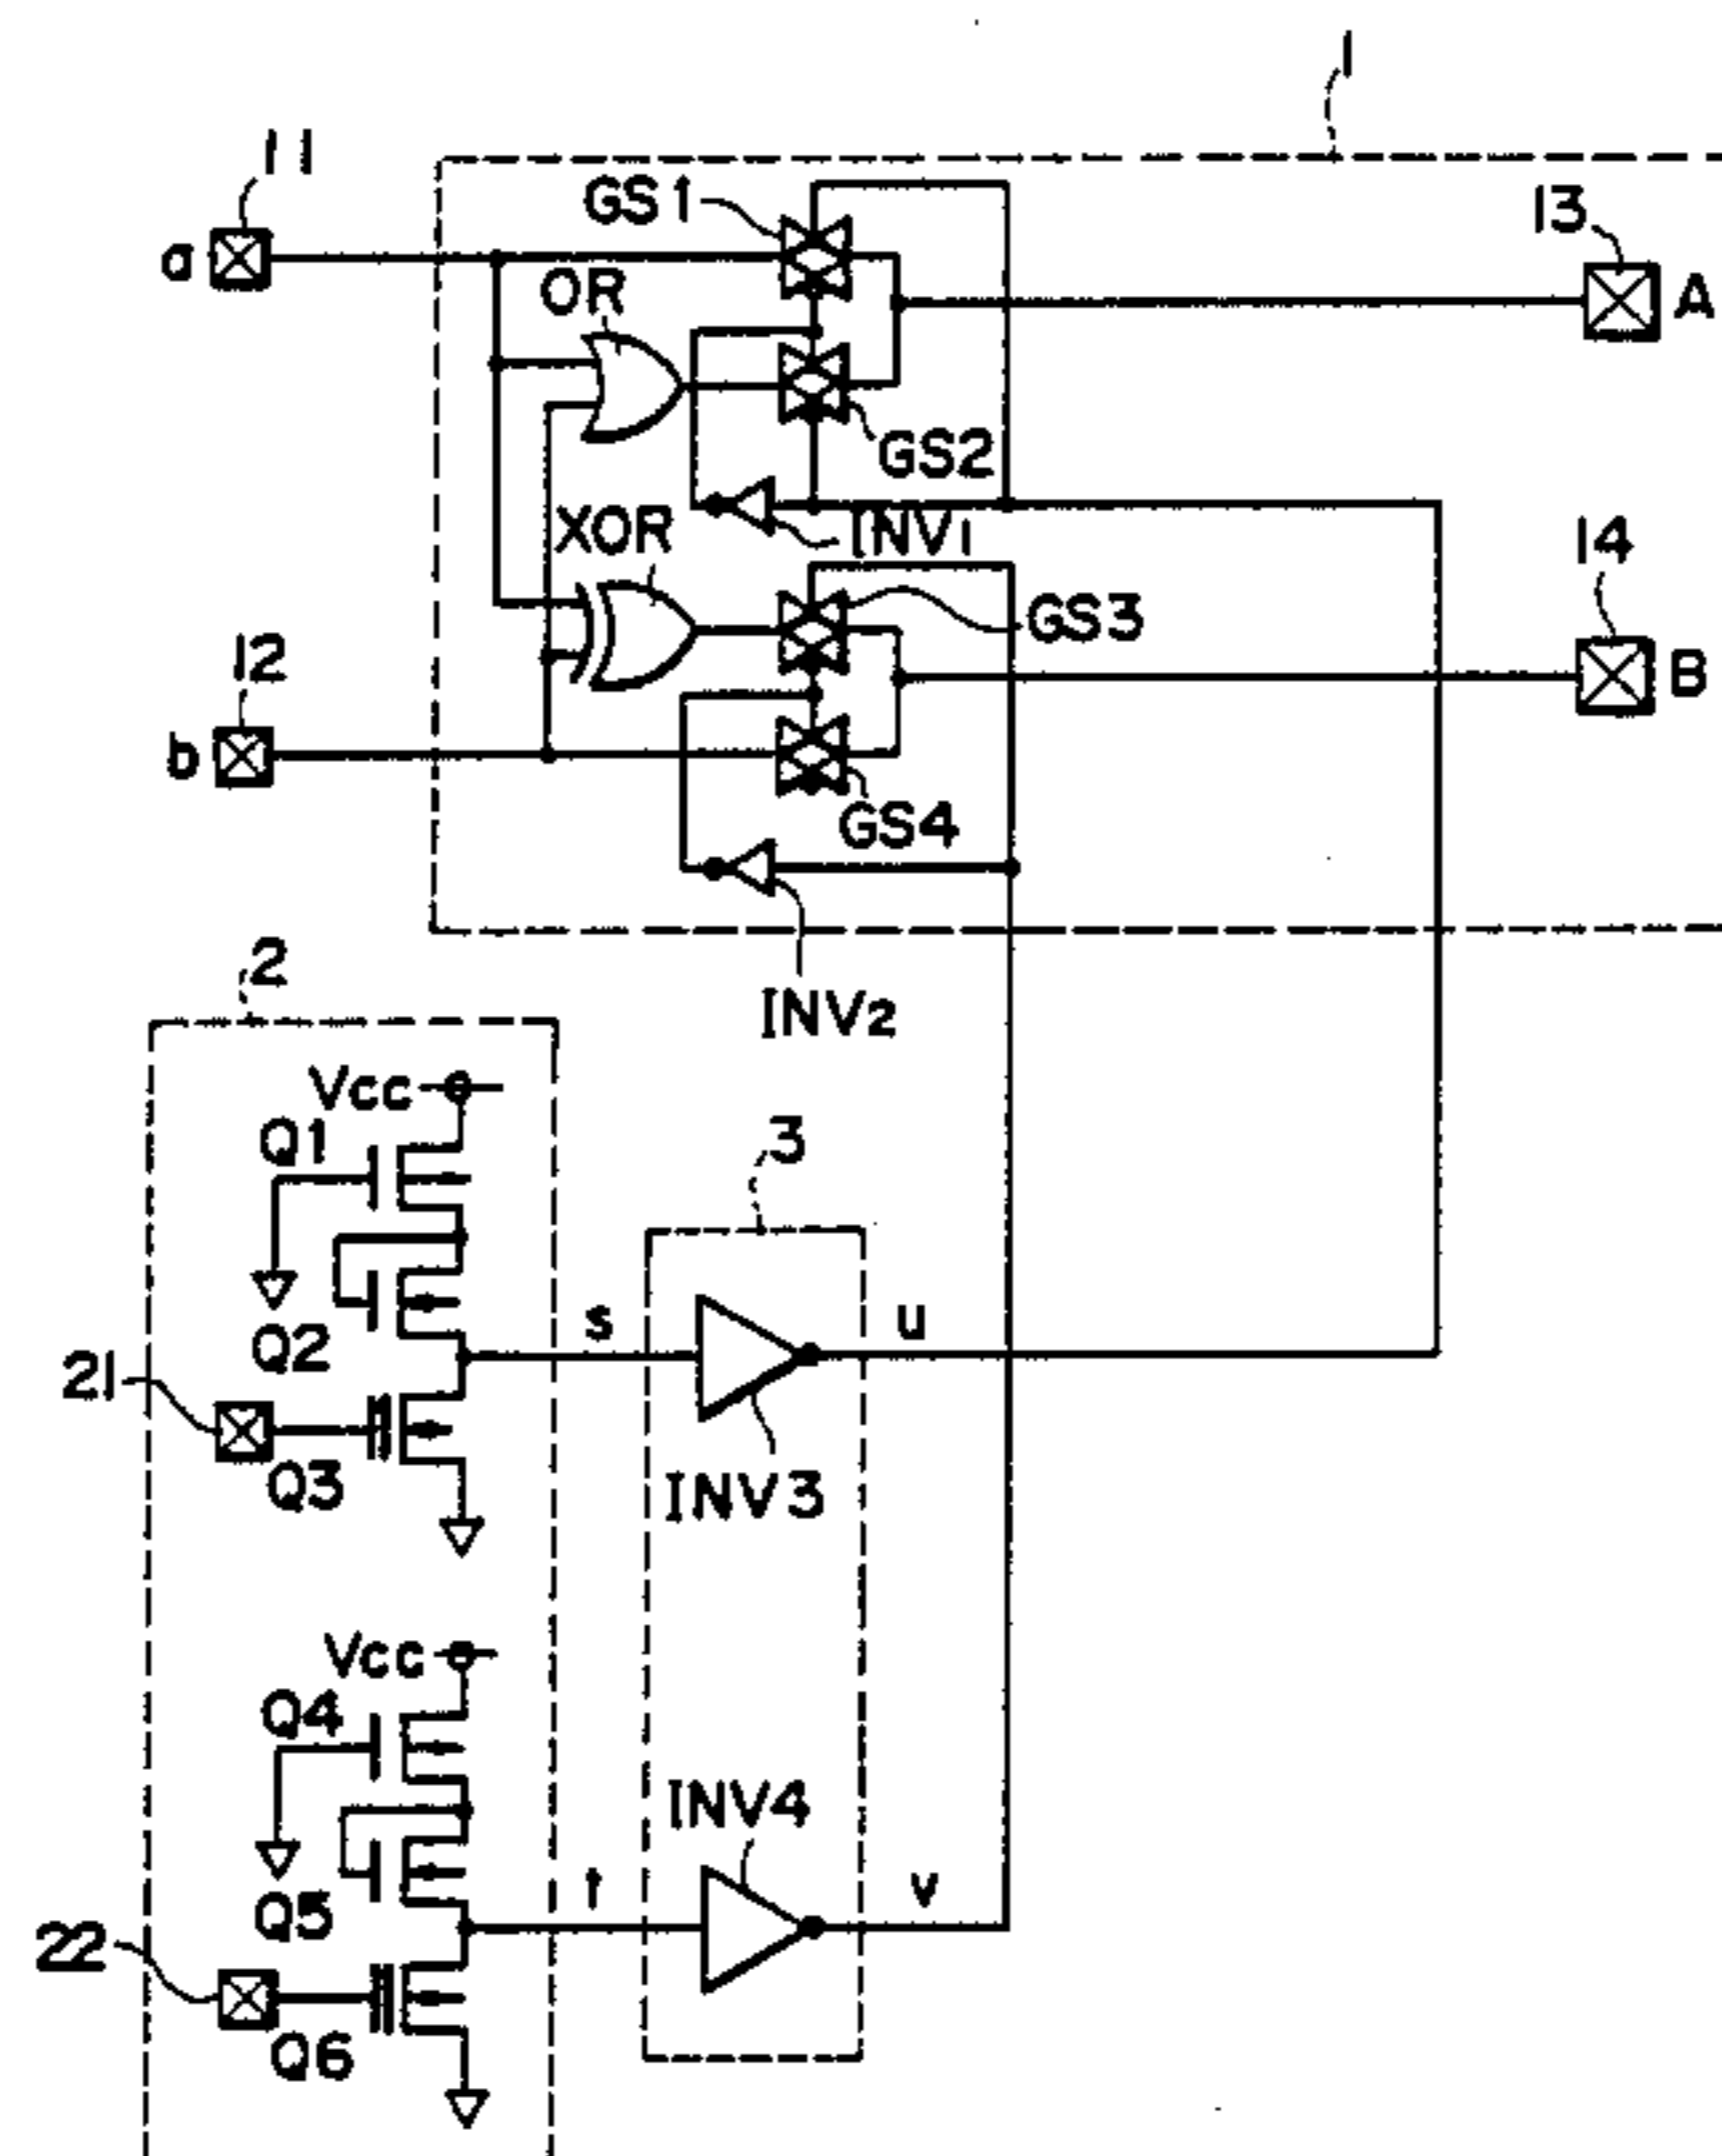 1
11
GS1
13
a
OR
A
GS2
XOR
INV1
14
GS3
12
B
b
GS4
2
INV2
Vcc
Q1
3
s
u
Q2
21
INV3
Q3
Vcc
Q4
INV4
t
v
Q5
22
Q6